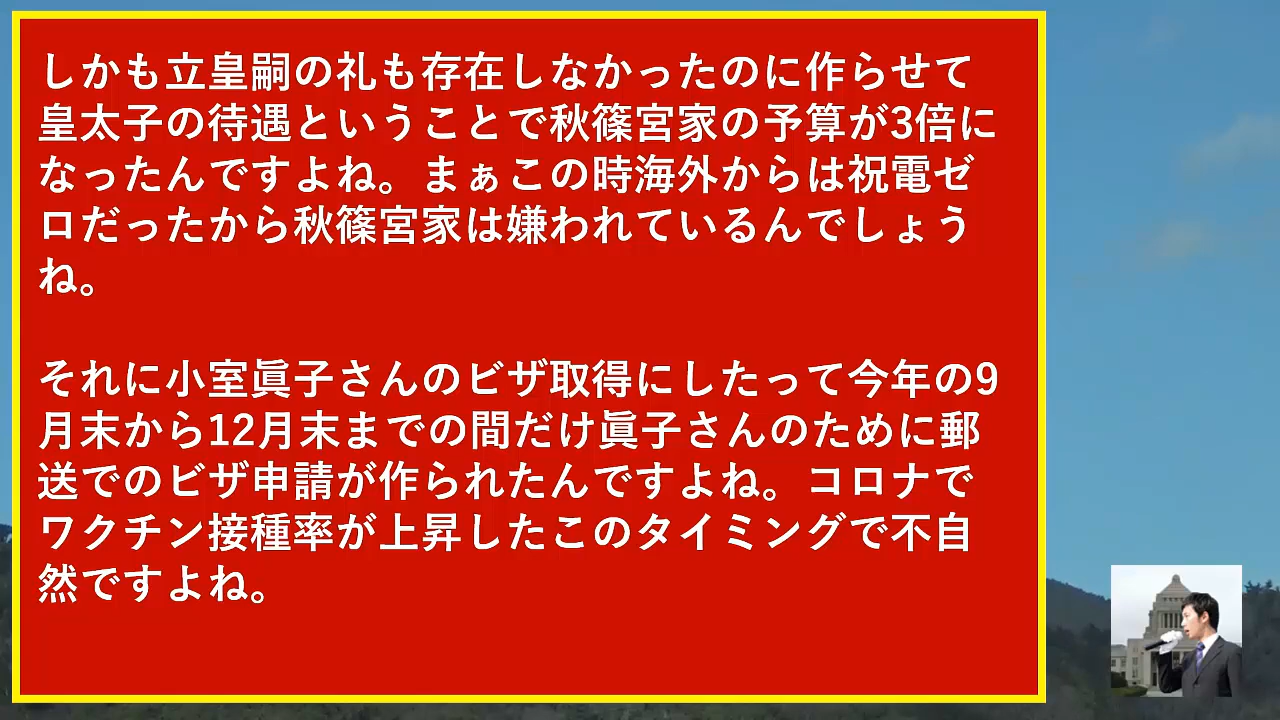 しかも立皇嗣の礼も存在しなかったのに作らせて
皇太子の待遇ということで秋篠宮家の予算が3倍に
なったんですよね。まぁこの時海外からは祝電ゼ
ロだったから秋篠宮家は嫌われているんでしょう
ね。
それに小室眞子さんのビザ取得にしたって今年の9
月末から12月末までの間だけ眞子さんのために郵
送でのビザ申請が作られたんですよね。コロナで
ワクチン接種率が上昇したこのタイミングで不自
然ですよね。